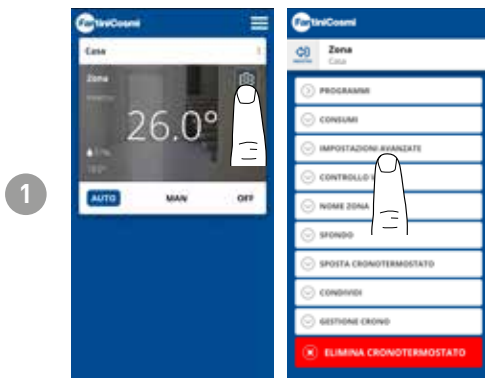 1
FantiniCosmi
Casa
Zona
26.0°
AUTO MAN OFF
FantiniCosmi
Zona
Casa
PROGRAMMI
CONSUMI
IMPOSTAZIONI AVANZATE
CONTROLLO
NOME ZONA
SFONDO
SPOSTA CRONOTERMOSTATO
CONDIVIDI
GESTIONE CRONO
ELIMINA CRONOTERMOSTATO